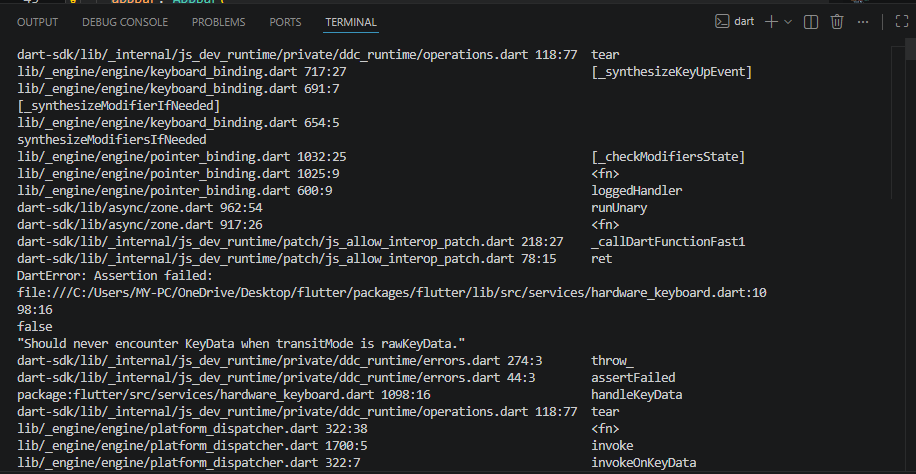 OUTPUT DEBUG CONSOLE PROBLEMS PORTS TERMINAL dart
dart-sdk/lib/_internal/js_dev_runtime/private/ddc_runtime/operations.dart 118:77 tear
lib/_engine/engine/keyboard_binding.dart 717:27 [_synthesizeKeyUpEvent]
lib/_engine/engine/keyboard_binding.dart 691:7
[_synthesizeModifierIfNeeded]
lib/_engine/engine/keyboard_binding.dart 654:5
synthesizeModifiersIfNeeded
lib/_engine/engine/pointer_binding.dart 1032:25 [_checkModifiersState]
lib/_engine/engine/pointer_binding.dart 1025:9 <fn>
lib/_engine/engine/pointer_binding.dart 600:9 loggedHandler
dart-sdk/lib/async/zone.dart 962:54 runUnary
dart-sdk/lib/async/zone.dart 917:26 <fn>
dart-sdk/lib/_internal/js_dev_runtime/patch/js_allow_interop_patch.dart 218:27 _callDartFunctionFast1
dart-sdk/lib/_internal/js_dev_runtime/patch/js_allow_interop_patch.dart 78:15 ret
DartError: Assertion failed:
file:///C:/Users/MY-PC/OneDrive/Desktop/flutter/packages/flutter/lib/src/services/hardware_keyboard.dart:10
98:16
false
"Should never encounter KeyData when transitMode is rawKeyData."
dart-sdk/lib/_internal/js_dev_runtime/private/ddc_runtime/errors.dart 274:3 throw_
dart-sdk/lib/_internal/js_dev_runtime/private/ddc_runtime/errors.dart 44:3 assertFailed
package:flutter/src/services/hardware_keyboard.dart 1098:16 handleKeyData
dart-sdk/lib/_internal/js_dev_runtime/private/ddc_runtime/operations.dart 118:77 tear
lib/_engine/engine/platform_dispatcher.dart 322:38 <fn>
lib/_engine/engine/platform_dispatcher.dart 1700:5 invoke
lib/_engine/engine/platform_dispatcher.dart 322:7 invokeOnKeyData